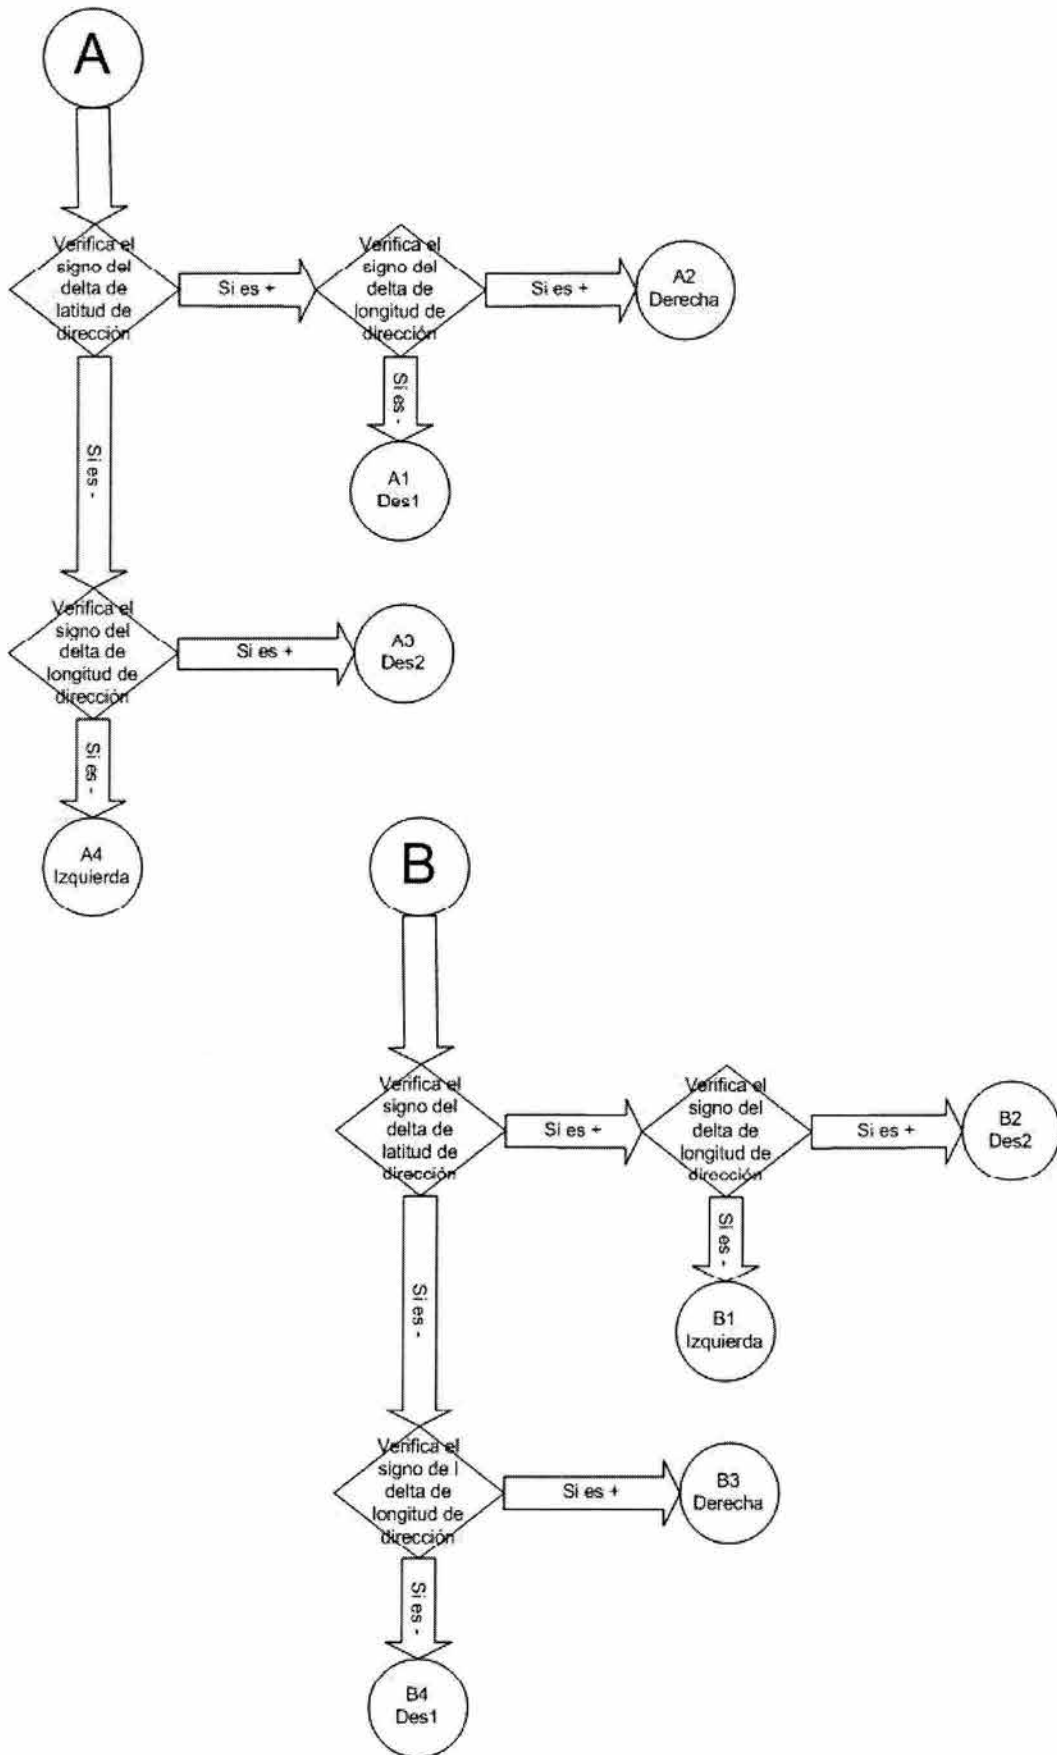 A
Verifica el
signo del
delta de
latitud de
dirección
Si es +
Verifica el
signo del
delta de
longitud de
dirección
Si es +
A2
Derecha
Si es -
A1
Des1
Si es -
Verifica el
signo del
delta de
longitud de
dirección
Si es +
A3
Des2
Si es -
A4
Izquierda
B
Verifica el
signo del
delta de
latitud de
dirección
Si es +
Verifica el
signo del
delta de
longitud de
dirección
Si es +
B2
Des2
Si es -
B1
Izquierda
Si es -
Verifica el
signo de l
delta de
longitud de
dirección
Si es +
B3
Derecha
Si es -
B4
Des1